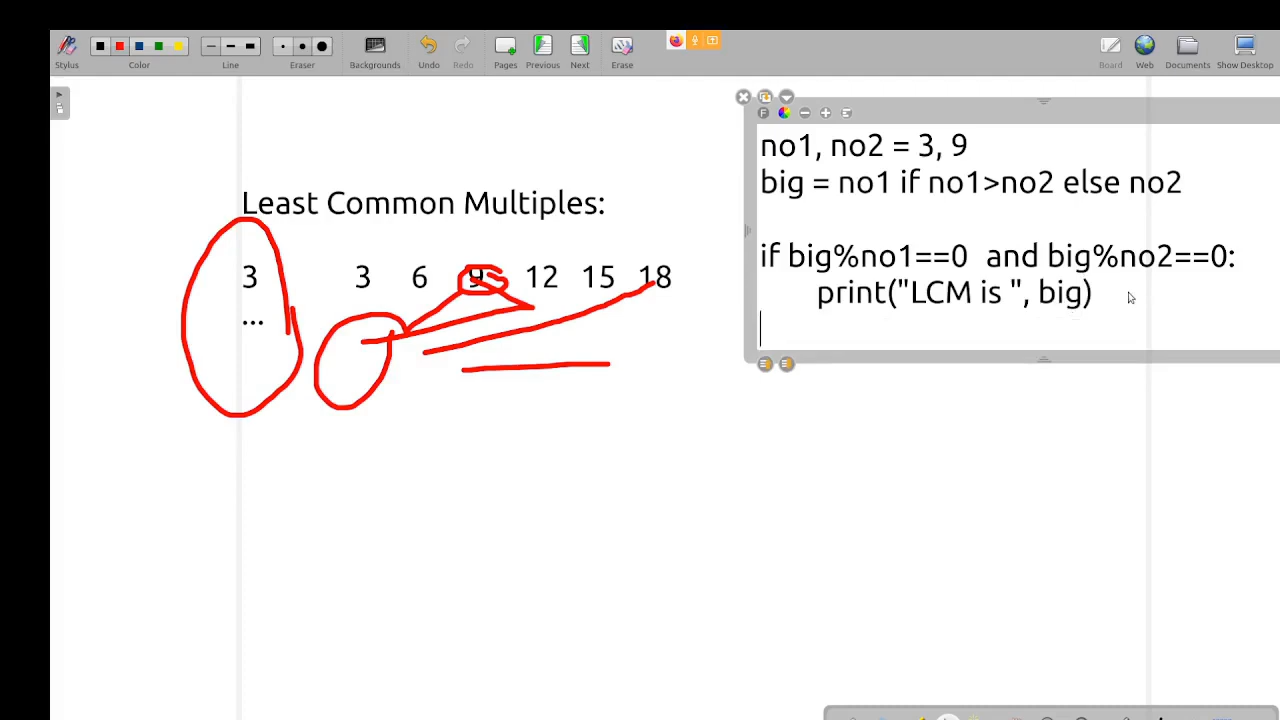 Stylus Color Line Eraser Backgrounds Undo Redo Pages Previous Next Erase Board Web Documents Show Desktop
F
no1, no2 = 3, 9
big = no1 if no1>no2 else no2
if big%no1==0 and big%no2==0:
print("LCM is ", big)
Least Common Multiples:
3 3 6 9 12 15 18
...